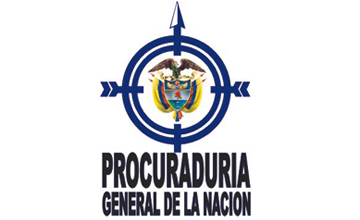 PROCURADURIA
GENERAL DE LA NACION